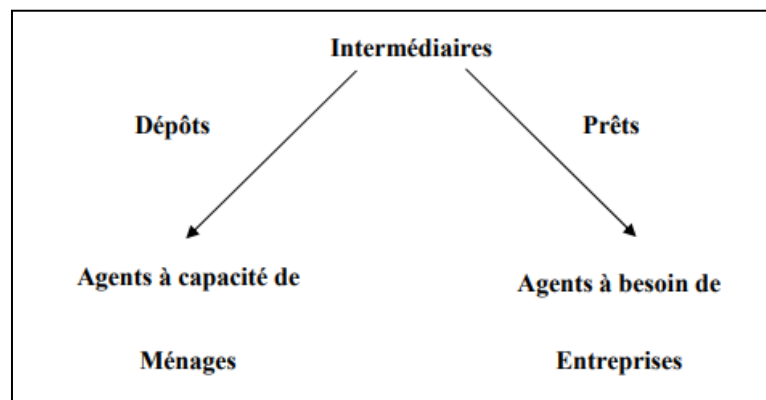 Intermédiaires
Dépôts
Prêts
Agents à capacité de
Agents à besoin de
Ménages
Entreprises